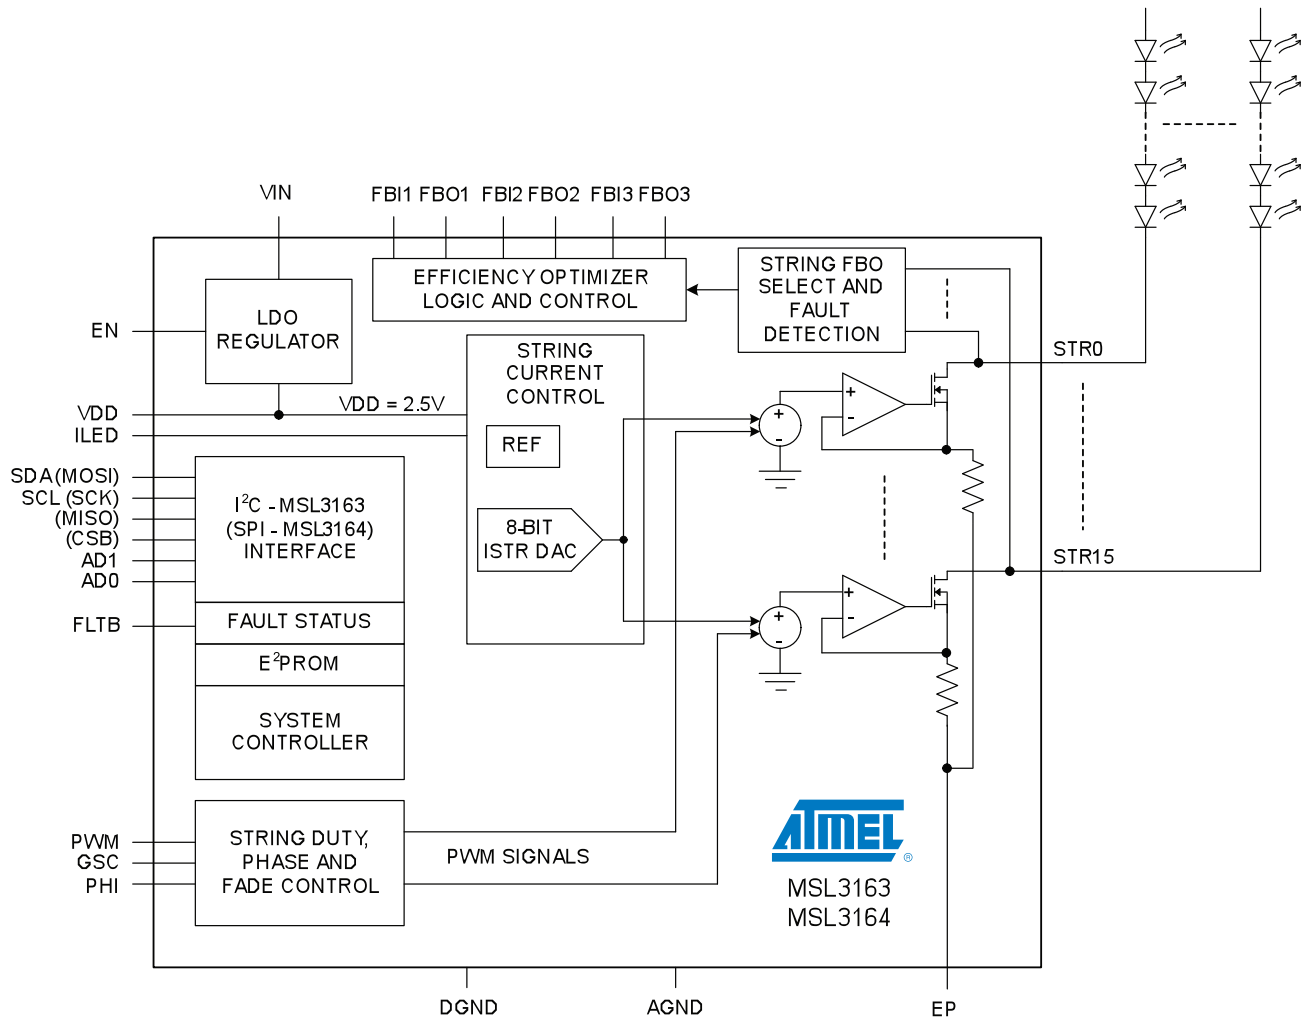 VIN
FBI1 FBO1 FBI2 FBO2 FBI3 FBO3
EFFICIENCY OPTIMIZER
LOGIC AND CONTROL
STRING FBO
SELECT AND
FAULT
DETECTION
LDO
REGULATOR
EN
STRING
CURRENT
CONTROL
STR0
VDD
VDD = 2.5V
ILED
REF
+
-
+
-
SDA(MOSI)
SCL (SCK)
(MISO)
(CSB)
AD1
AD0
I²C - MSL3163
(SPI - MSL3164)
INTERFACE
8-BIT
ISTR DAC
STR15
FLTB
FAULT STATUS
+
-
+
-
E²PROM
SYSTEM
CONTROLLER
PWM
GSC
PHI
STRING DUTY,
PHASE AND
FADE CONTROL
PWM SIGNALS
ATMEL®
MSL3163
MSL3164
DGND
AGND
EP